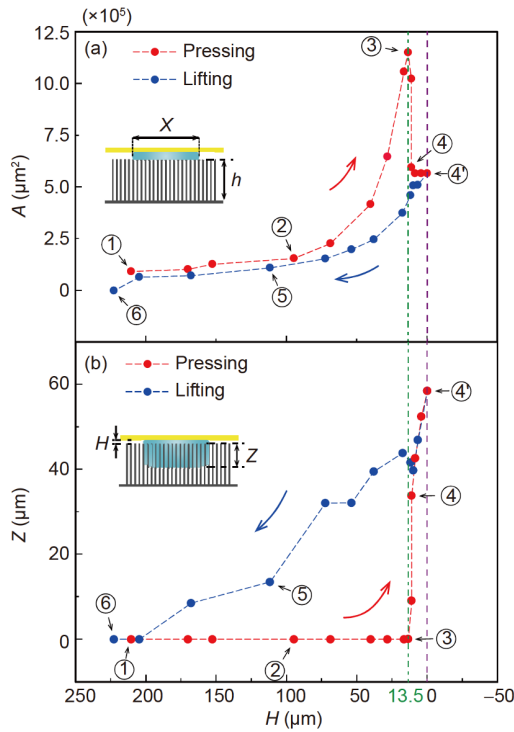 (×10⁵)
12.5
10.0
7.5
5.0
2.5
0
A (μm²)
(a)
Pressing
Lifting
X
h
①
②
③
④
④'
⑤
⑥
(b)
Pressing
Lifting
H
Z
60
40
20
0
Z (μm)
④'
④
⑤
⑥
①
②
③
250 200 150 100 50 13.5 0 −50
H (μm)